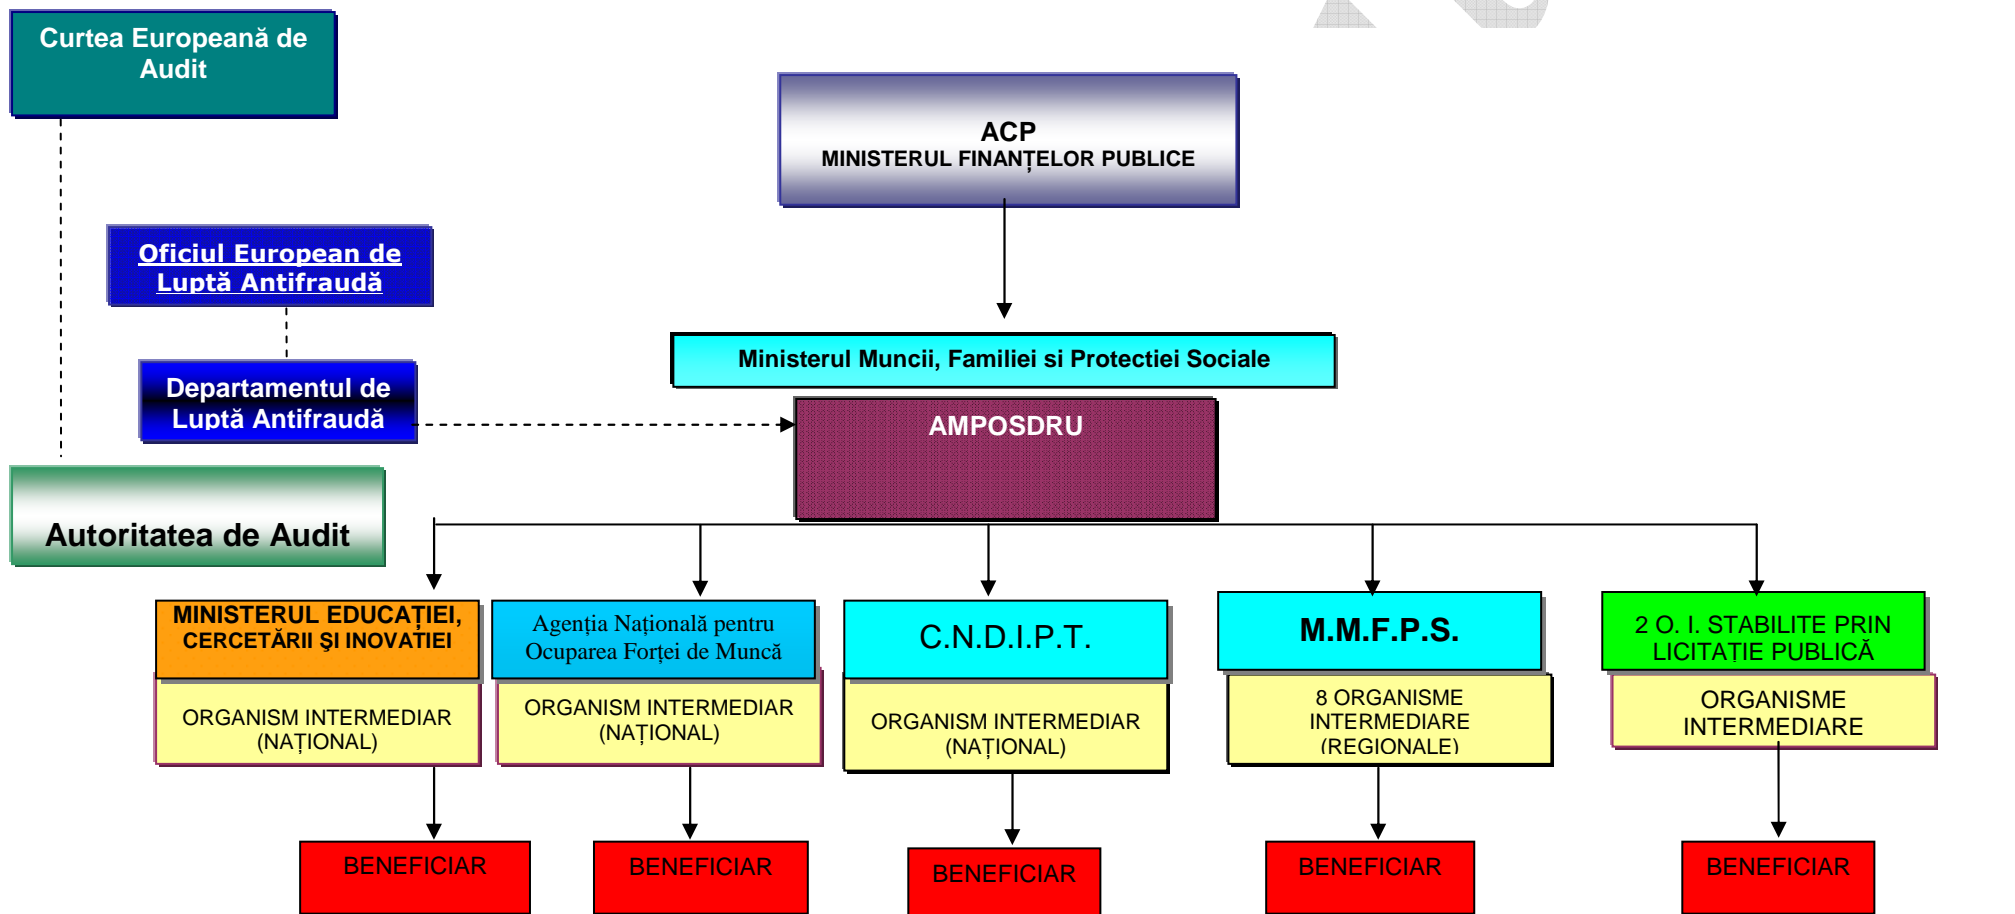 Curtea Europeană de
Audit
ACP
MINISTERUL FINANȚELOR PUBLICE
Oficiul European de
Luptă Antifraudă
Ministerul Muncii, Familiei si Protectiei Sociale
Departamentul de
Luptă Antifraudă
AMPOSDRU
Autoritatea de Audit
MINISTERUL EDUCAȚIEI,
CERCETĂRII ŞI INOVATIEI
ORGANISM INTERMEDIAR
(NAȚIONAL)
Agenția Națională pentru
Ocuparea Forței de Muncă
ORGANISM INTERMEDIAR
(NAȚIONAL)
C.N.D.I.P.T.
ORGANISM INTERMEDIAR
(NAȚIONAL)
M.M.F.P.S.
8 ORGANISME
INTERMEDIARE
(REGIONALE)
2 O. I. STABILITE PRIN
LICITAȚIE PUBLICĂ
ORGANISME
INTERMEDIARE
BENEFICIAR
BENEFICIAR
BENEFICIAR
BENEFICIAR
BENEFICIAR